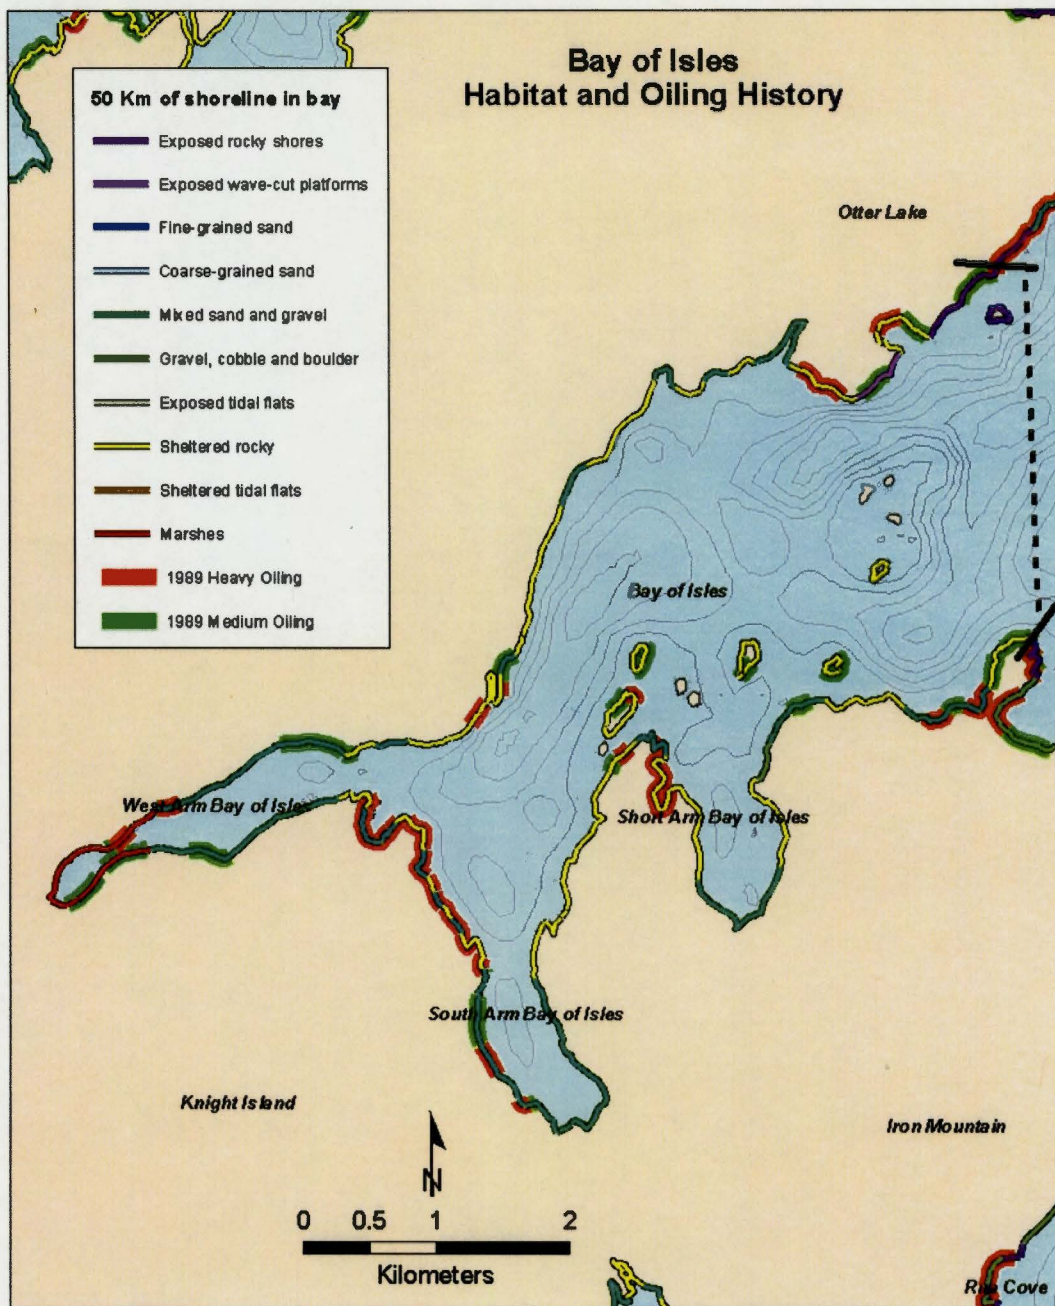 Bay of Isles
Habitat and Oiling History
50 Km of shoreline in bay
Exposed rocky shores
Exposed wave-cut platforms
Fine-grained sand
Coarse-grained sand
Mixed sand and gravel
Gravel, cobble and boulder
Exposed tidal flats
Sheltered rocky
Sheltered tidal flats
Marshes
1989 Heavy Oiling
1989 Medium Oiling
Otter Lake
Bay of Isles
West Arm Bay of Isles
Short Arm Bay of Isles
South Arm Bay of Isles
Knight Island
Iron Mountain
N
0 0.5 1 2
Kilometers
Cove